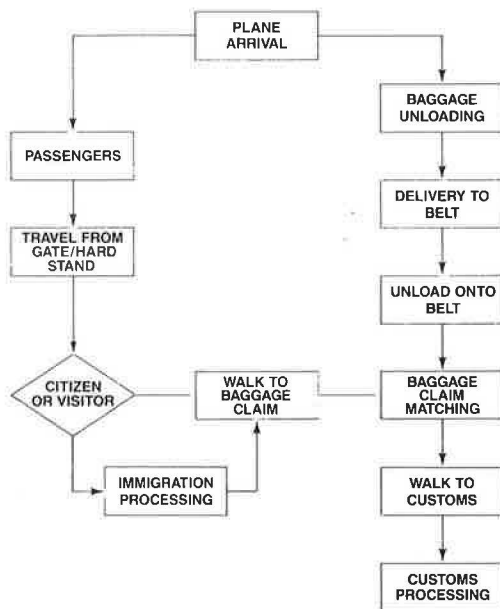 PLANE
ARRIVAL
PASSENGERS
TRAVEL FROM
GATE/HARD
STAND
CITIZEN
OR VISITOR
IMMIGRATION
PROCESSING
WALK TO
BAGGAGE
CLAIM
BAGGAGE
UNLOADING
DELIVERY TO
BELT
UNLOAD ONTO
BELT
BAGGAGE
CLAIM
MATCHING
WALK TO
CUSTOMS
CUSTOMS
PROCESSING